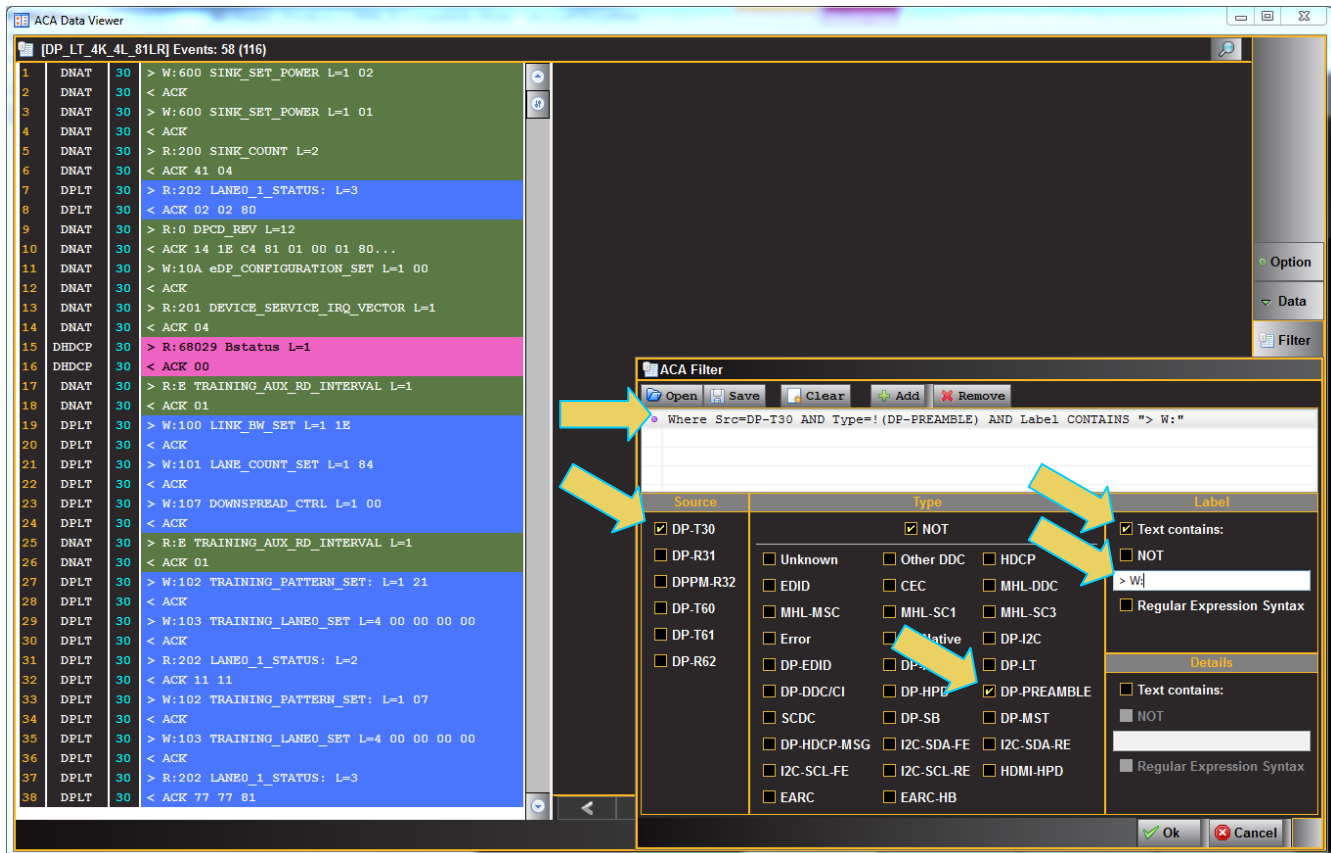 ACA Data Viewer
[DP_LT_4K_4L_81LR] Events: 58 (116)
1 DNAT 30 > W:600 SINK_SET_POWER L=1 02
2 DNAT 30 < ACK
3 DNAT 30 > W:600 SINK_SET_POWER L=1 01
4 DNAT 30 < ACK
5 DNAT 30 > R:200 SINK_COUNT L=2
6 DNAT 30 < ACK 41 04
7 DPLT 30 > R:202 LANE0_1_STATUS: L=3
8 DPLT 30 < ACK 02 02 80
9 DNAT 30 > R:0 DPCD_REV L=12
10 DNAT 30 < ACK 14 1E C4 81 01 00 01 80...
11 DNAT 30 > W:10A eDP_CONFIGURATION_SET L=1 00
12 DNAT 30 < ACK
13 DNAT 30 > R:201 DEVICE_SERVICE_IRQ_VECTOR L=1
14 DNAT 30 < ACK 04
15 DHDCP 30 > R:68029 Bstatus L=1
16 DHDCP 30 < ACK 00
17 DNAT 30 > R:E TRAINING_AUX_RD_INTERVAL L=1
18 DNAT 30 < ACK 01
19 DPLT 30 > W:100 LINK_BW_SET L=1 1E
20 DPLT 30 < ACK
21 DPLT 30 > W:101 LANE_COUNT_SET L=1 84
22 DPLT 30 < ACK
23 DPLT 30 > W:107 DOWNSPREAD_CTRL L=1 00
24 DPLT 30 < ACK
25 DNAT 30 > R:E TRAINING_AUX_RD_INTERVAL L=1
26 DNAT 30 < ACK 01
27 DPLT 30 > W:102 TRAINING_PATTERN_SET: L=1 21
28 DPLT 30 < ACK
29 DPLT 30 > W:103 TRAINING_LANE0_SET L=4 00 00 00 00
30 DPLT 30 < ACK
31 DPLT 30 > R:202 LANE0_1_STATUS: L=2
32 DPLT 30 < ACK 11 11
33 DPLT 30 > W:102 TRAINING_PATTERN_SET: L=1 07
34 DPLT 30 < ACK
35 DPLT 30 > W:103 TRAINING_LANE0_SET L=4 00 00 00 00
36 DPLT 30 < ACK
37 DPLT 30 > R:202 LANE0_1_STATUS: L=3
38 DPLT 30 < ACK 77 77 81
Option
Data
Filter
ACA Filter
Open Save Clear Add Remove
Where Src=DP-T30 AND Type=!(DP-PREAMBLE) AND Label CONTAINS "> W:"
Source Type Label
DP-T30 NOT Text contains:
DP-R31 Unknown Other DDC HDCP NOT
DPPM-R32 EDID CEC MHL-DDC > W:
DP-T60 MHL-MSC MHL-SC1 MHL-SC3 Regular Expression Syntax
DP-T61 Error Native DP-I2C
DP-R62 DP-EDID DP- DP-LT Details
DP-DDC/CI DP-HPD DP-PREAMBLE Text contains:
SCDC DP-SB DP-MST NOT
DP-HDCP-MSG I2C-SDA-FE I2C-SDA-RE
I2C-SCL-FE I2C-SCL-RE HDMI-HPD Regular Expression Syntax
EARC EARC-HB
Ok Cancel